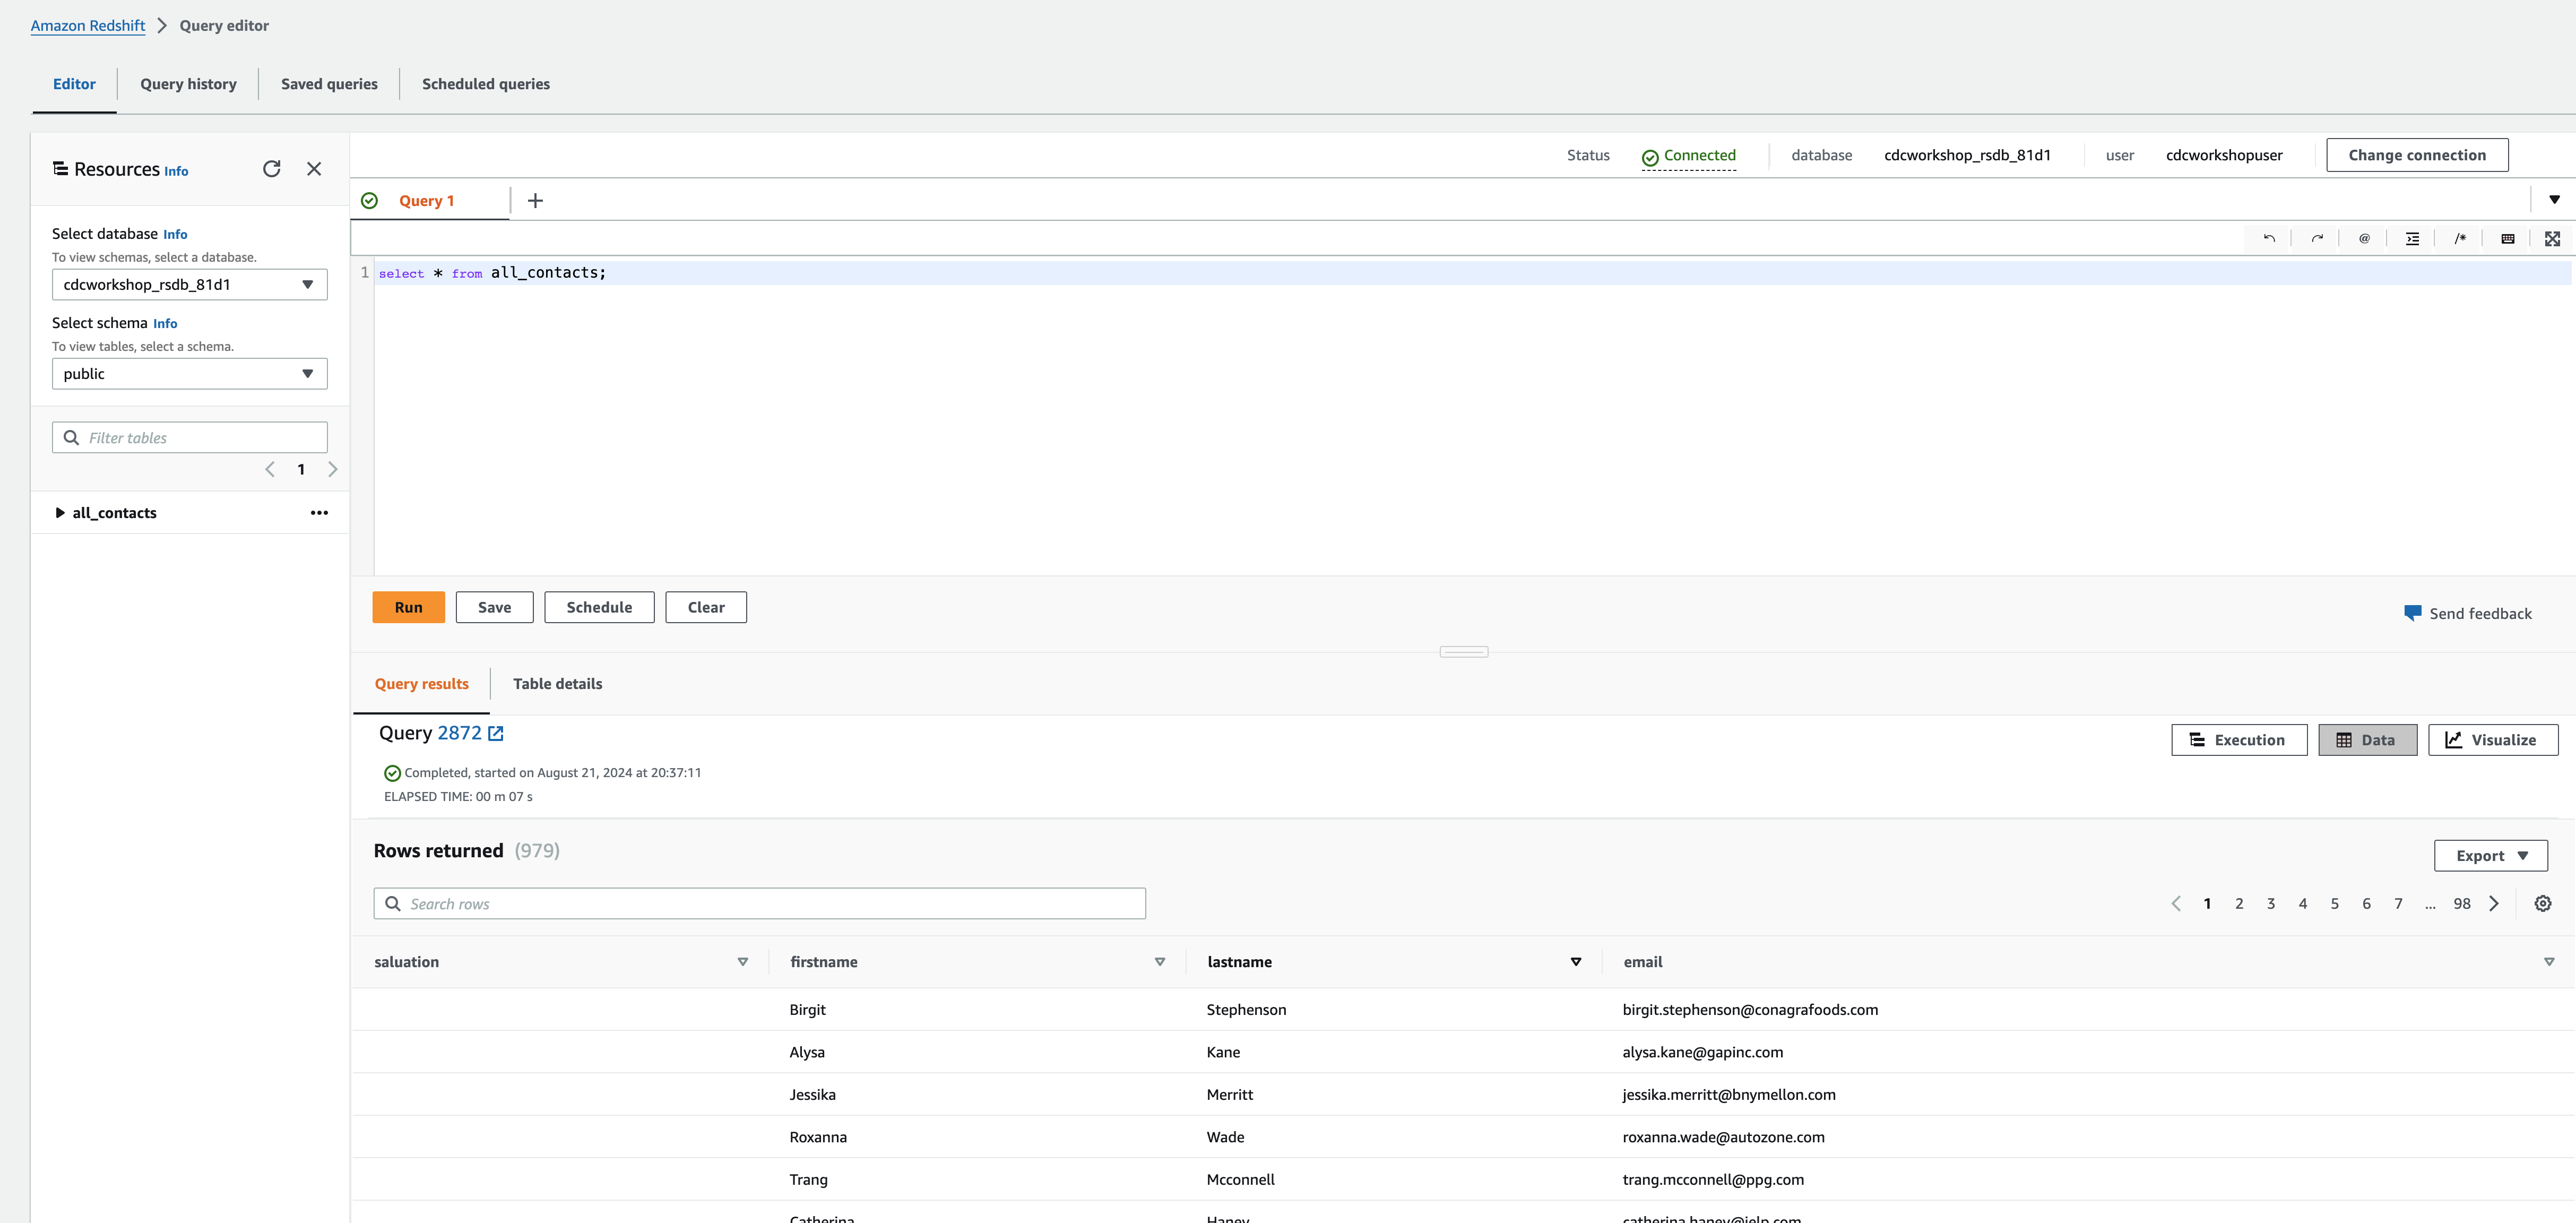 Amazon Redshift > Query editor
Editor
Query history
Saved queries
Scheduled queries
Resources Info
Select database Info
To view schemas, select a database.
cdcworkshop_rsdb_81d1
Select schema Info
To view tables, select a schema.
public
Filter tables
1
all_contacts
Status Connected database cdcworkshop_rsdb_81d1 user cdcworkshopuser Change connection
Query 1 +
@ /*
1 select * from all_contacts;
Run Save Schedule Clear
Send feedback
Query results Table details
Query 2872
Execution Data Visualize
Completed, started on August 21, 2024 at 20:37:11
ELAPSED TIME: 00 m 07 s
Rows returned (979)
Export
Search rows
1 2 3 4 5 6 7 ... 98
saluation firstname lastname email
Birgit Stephenson birgit.stephenson@conagrafoods.com
Alysa Kane alysa.kane@gapinc.com
Jessika Merritt jessika.merritt@bnymellon.com
Roxanna Wade roxanna.wade@autozone.com
Trang Mcconnell trang.mcconnell@ppg.com
Catherina Haney